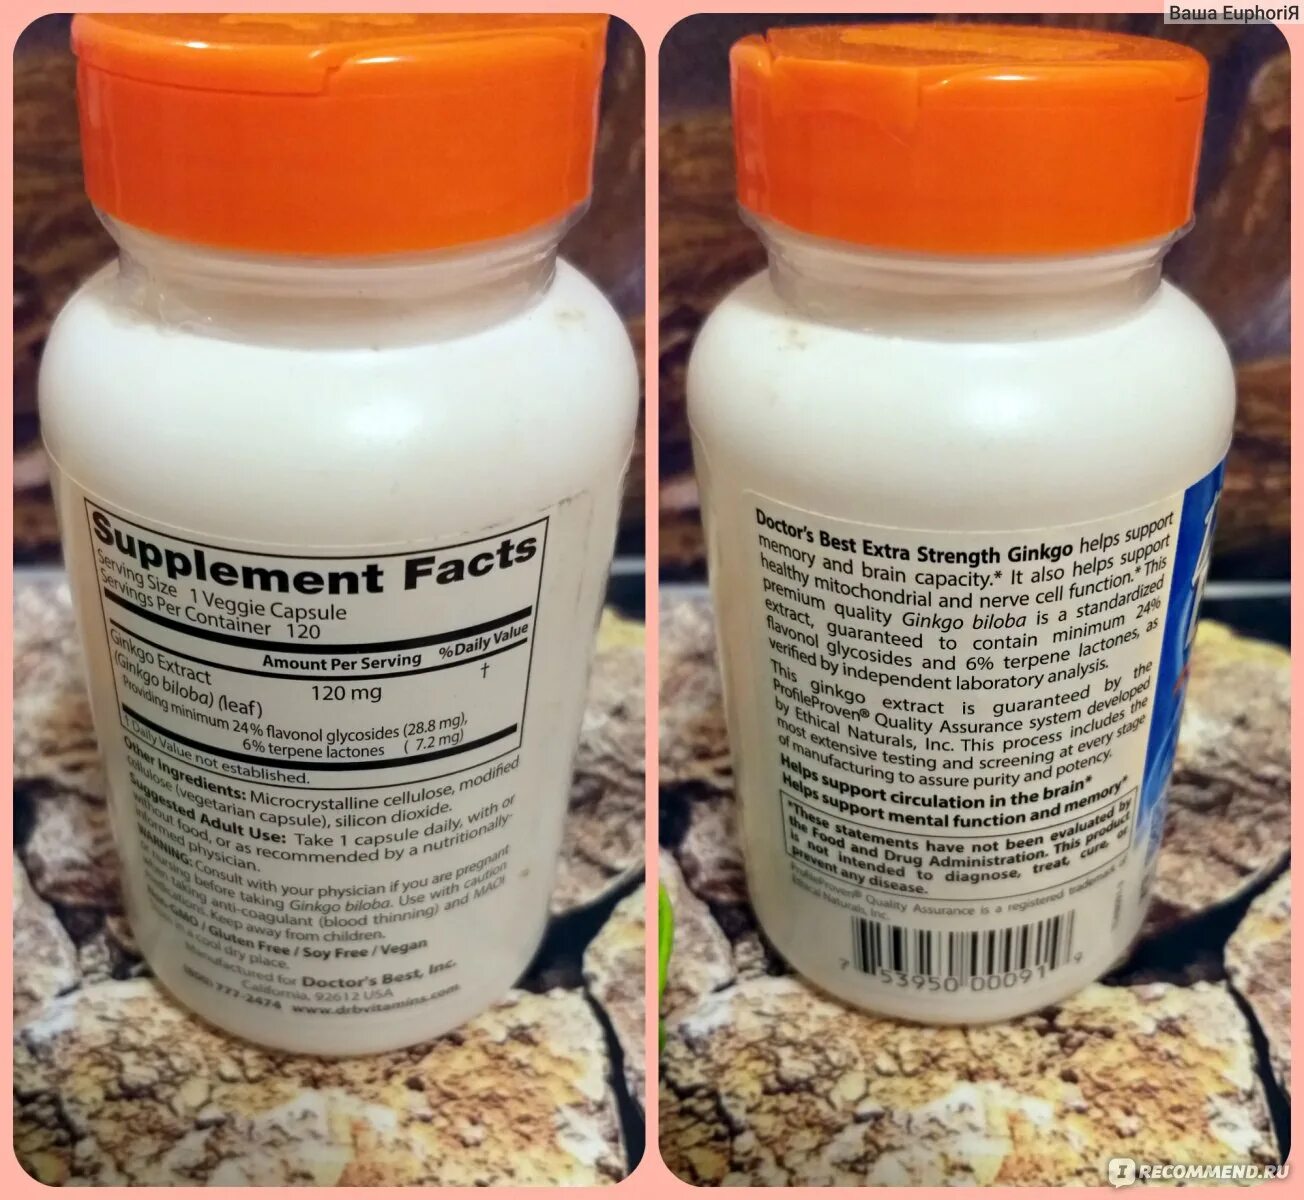 Ваша EuphoriЯ
Supplement Facts
Serving Size 1 Veggie Capsule
Servings Per Container 120
Amount Per Serving %Daily Value
Ginkgo Extract 120 mg †
(Ginkgo biloba) (leaf)
Providing minimum 24% flavonol glycosides (28.8 mg),
6% terpene lactones ( 7.2 mg)
† Daily Value not established.
Other Ingredients: Microcrystalline cellulose, modified
cellulose (vegetarian capsule), silicon dioxide.
Suggested Adult Use: Take 1 capsule daily, with or
without food, or as recommended by a nutritionally-
informed physician.
WARNING: Consult with your physician if you are pregnant
or nursing before taking Ginkgo biloba. Use with caution
when taking anti-coagulant (blood thinning) and MAOI
medications. Keep away from children.
Non-GMO / Gluten Free / Soy Free / Vegan
in a cool dry place.
Manufactured for Doctor's Best, Inc.
California, 92612 USA
(800) 777-2474 www.drbvitamins.com
Doctor's Best Extra Strength Ginkgo helps support
memory and brain capacity.* It also helps support
healthy mitochondrial and nerve cell function.* This
premium quality Ginkgo biloba is a standardized
extract, guaranteed to contain minimum 24%
flavonol glycosides and 6% terpene lactones, as
verified by independent laboratory analysis.
This ginkgo extract is guaranteed by the
ProfileProven® Quality Assurance system developed
by Ethical Naturals, Inc. This process includes the
most extensive testing and screening at every stage
of manufacturing to assure purity and potency.
Helps support circulation in the brain*
Helps support mental function and memory*
*These statements have not been evaluated by
the Food and Drug Administration. This product
is not intended to diagnose, treat, cure, or
prevent any disease.
ProfileProven® Quality Assurance is a registered trademark of
Ethical Naturals, Inc.
7 53950 00091 9
IRECOMMEND.RU